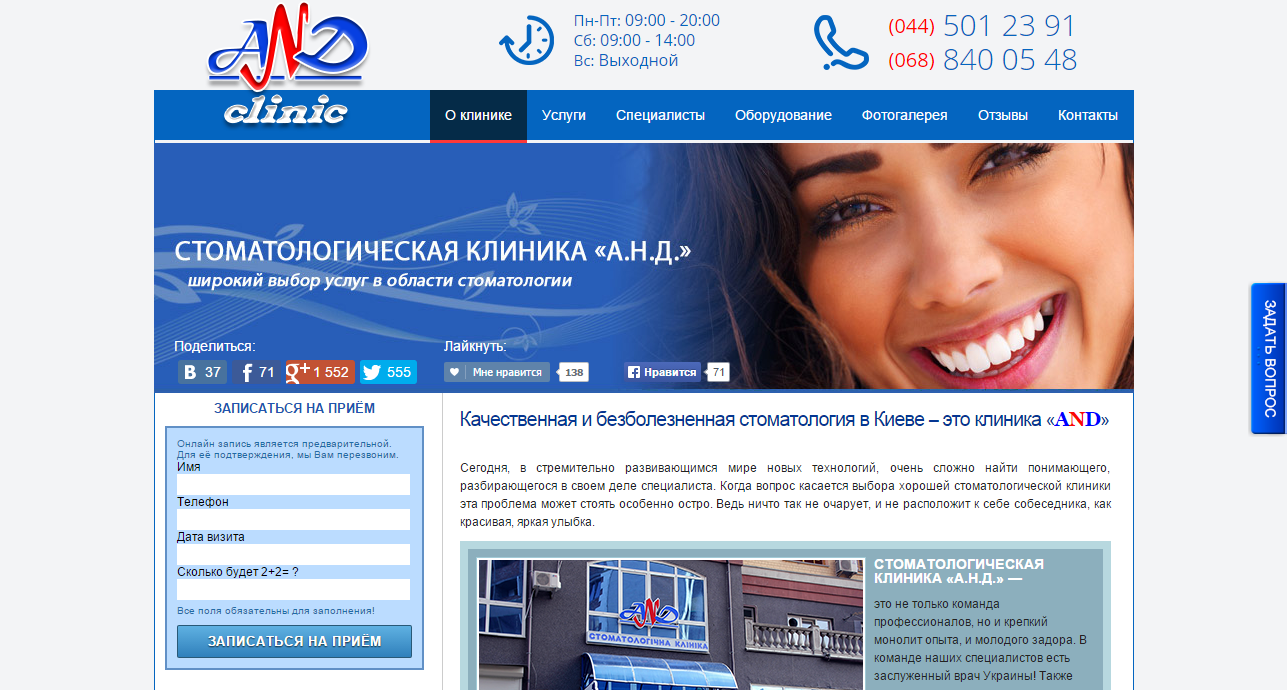 AND
clinic
Пн-Пт: 09:00 - 20:00
Сб: 09:00 - 14:00
Вс: Выходной
(044) 501 23 91
(068) 840 05 48
О клинике Услуги Специалисты Оборудование Фотогалерея Отзывы Контакты
СТОМАТОЛОГИЧЕСКАЯ КЛИНИКА «А.Н.Д.»
широкий выбор услуг в области стоматологии
Поделиться:
В 37 f 71 g+ 1 552 555
Лайкнуть:
Мне нравится 138 Нравится 71
ЗАДАТЬ ВОПРОС
ЗАПИСАТЬСЯ НА ПРИЁМ
Онлайн запись является предварительной.
Для её подтверждения, мы Вам перезвоним.
Имя
Телефон
Дата визита
Сколько будет 2+2= ?
Все поля обязательны для заполнения!
ЗАПИСАТЬСЯ НА ПРИЁМ
Качественная и безболезненная стоматология в Киеве – это клиника «AND»
Сегодня, в стремительно развивающимся мире новых технологий, очень сложно найти понимающего,
разбирающегося в своем деле специалиста. Когда вопрос касается выбора хорошей стоматологической клиники
эта проблема может стоять особенно остро. Ведь ничто так не очарует, и не расположит к себе собеседника, как
красивая, яркая улыбка.
AND
СТОМАТОЛОГІЧНА КЛІНІКА
СТОМАТОЛОГИЧЕСКАЯ
КЛИНИКА «А.Н.Д.» —
это не только команда
профессионалов, но и крепкий
монолит опыта, и молодого задора. В
команде наших специалистов есть
заслуженный врач Украины! Также